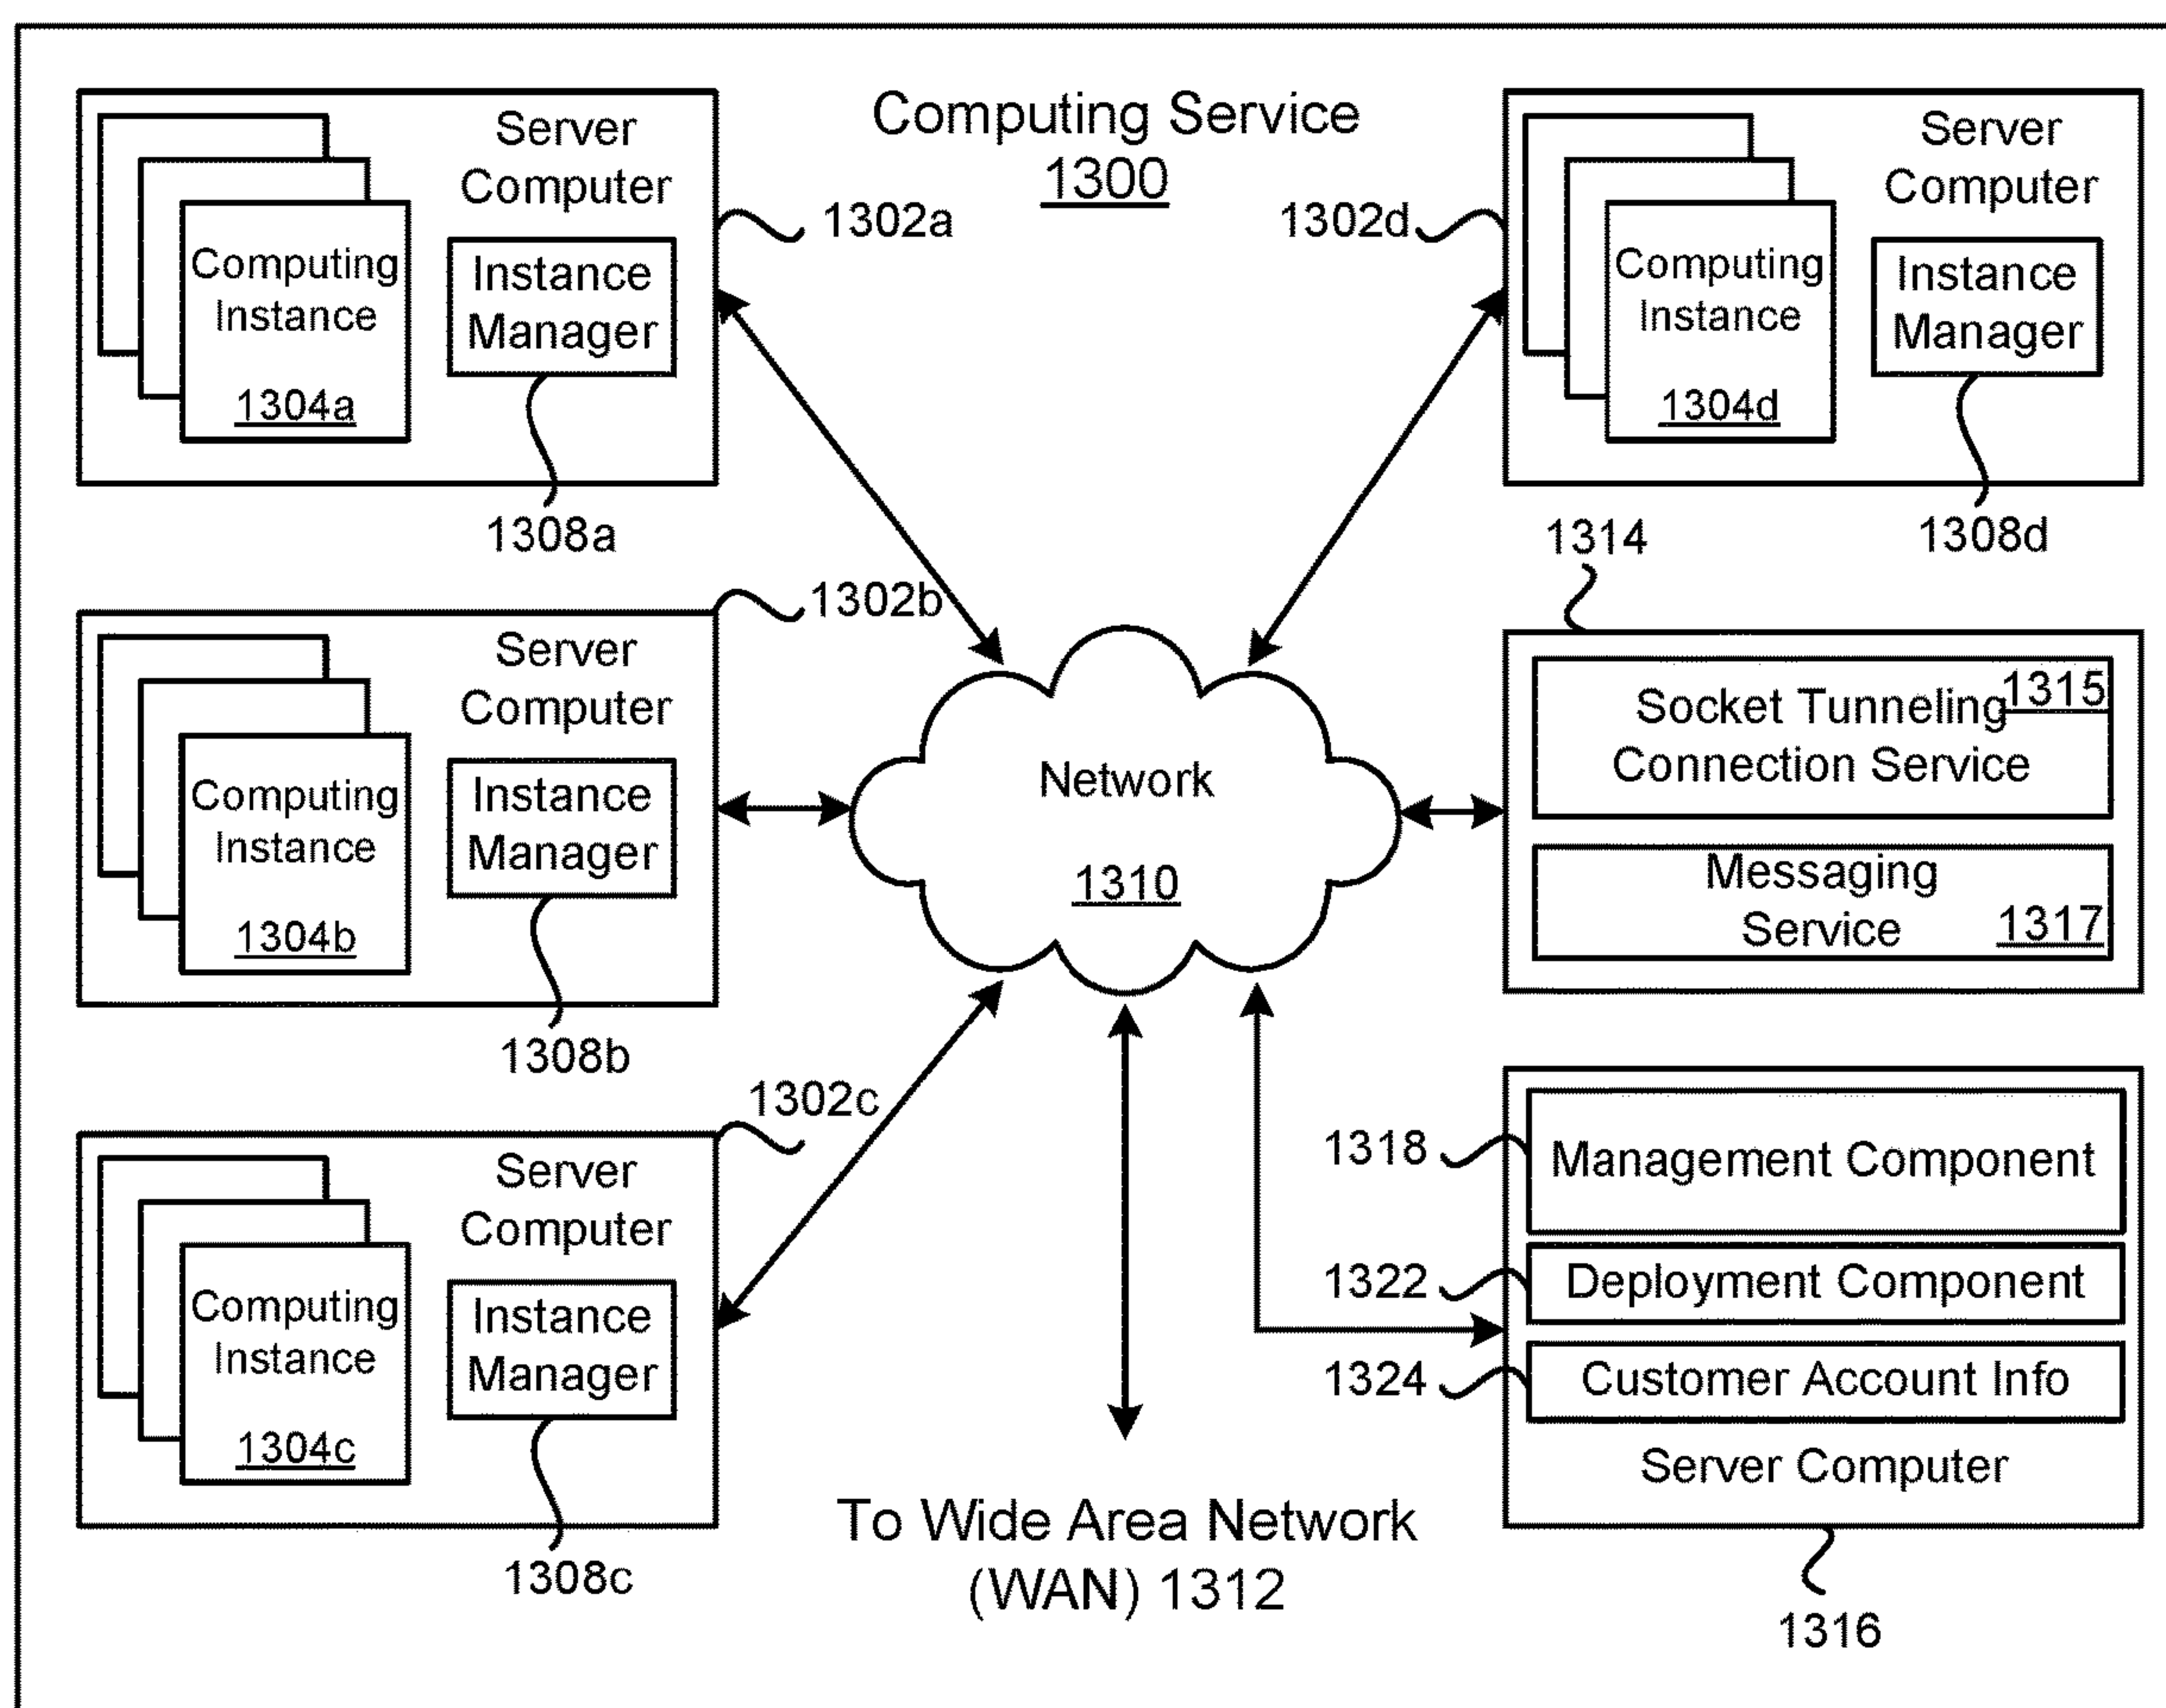 Computing Service
1300
Server
Computer
Computing
Instance
1304a
Instance
Manager
1302a
1308a
Server
Computer
Computing
Instance
1304d
Instance
Manager
1302d
1308d
1302b
Server
Computer
Computing
Instance
1304b
Instance
Manager
1308b
Network
1310
1314
Socket Tunneling 1315
Connection Service
Messaging
Service 1317
1302c
Server
Computer
Computing
Instance
1304c
Instance
Manager
1308c
To Wide Area Network
(WAN) 1312
1318 Management Component
1322 Deployment Component
1324 Customer Account Info
Server Computer
1316